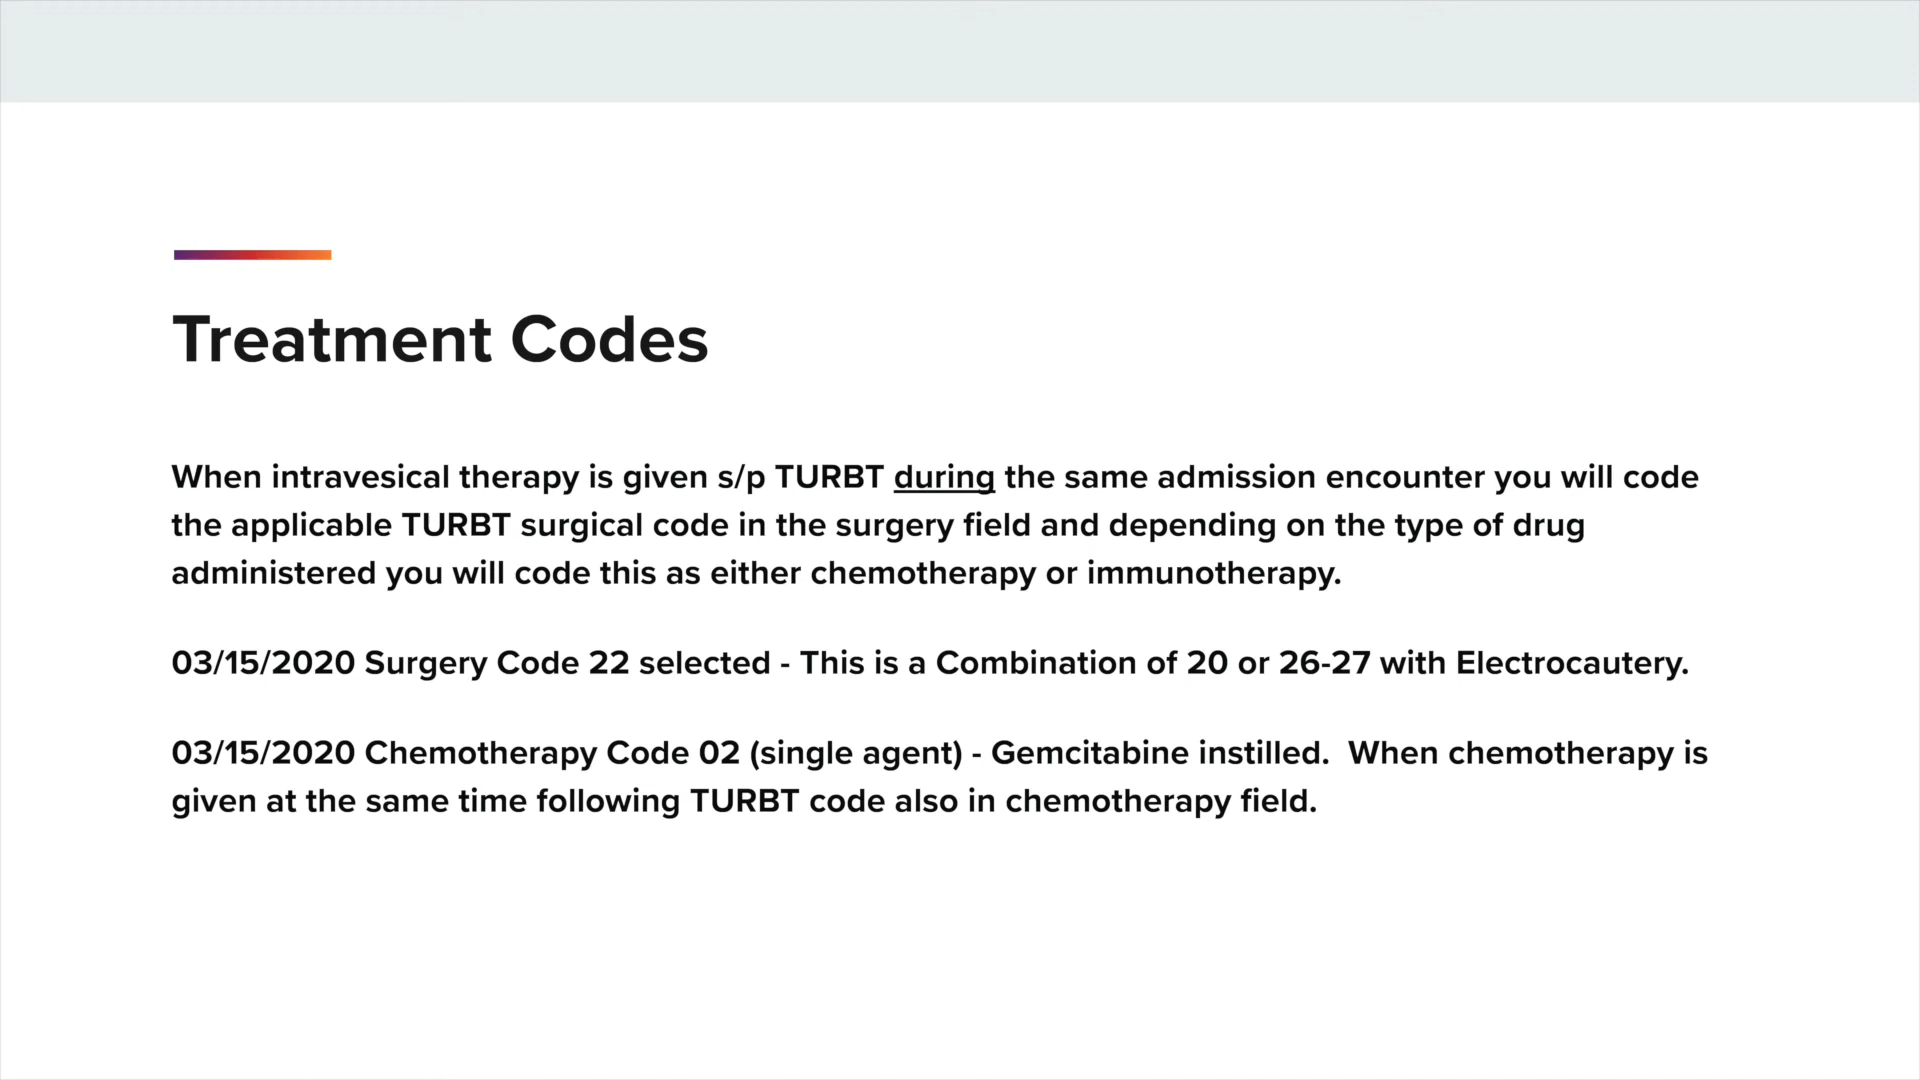 Treatment Codes
When intravesical therapy is given s/p TURBT during the same admission encounter you will code
the applicable TURBT surgical code in the surgery field and depending on the type of drug
administered you will code this as either chemotherapy or immunotherapy.
03/15/2020 Surgery Code 22 selected - This is a Combination of 20 or 26-27 with Electrocautery.
03/15/2020 Chemotherapy Code 02 (single agent) - Gemcitabine instilled.  When chemotherapy is
given at the same time following TURBT code also in chemotherapy field.